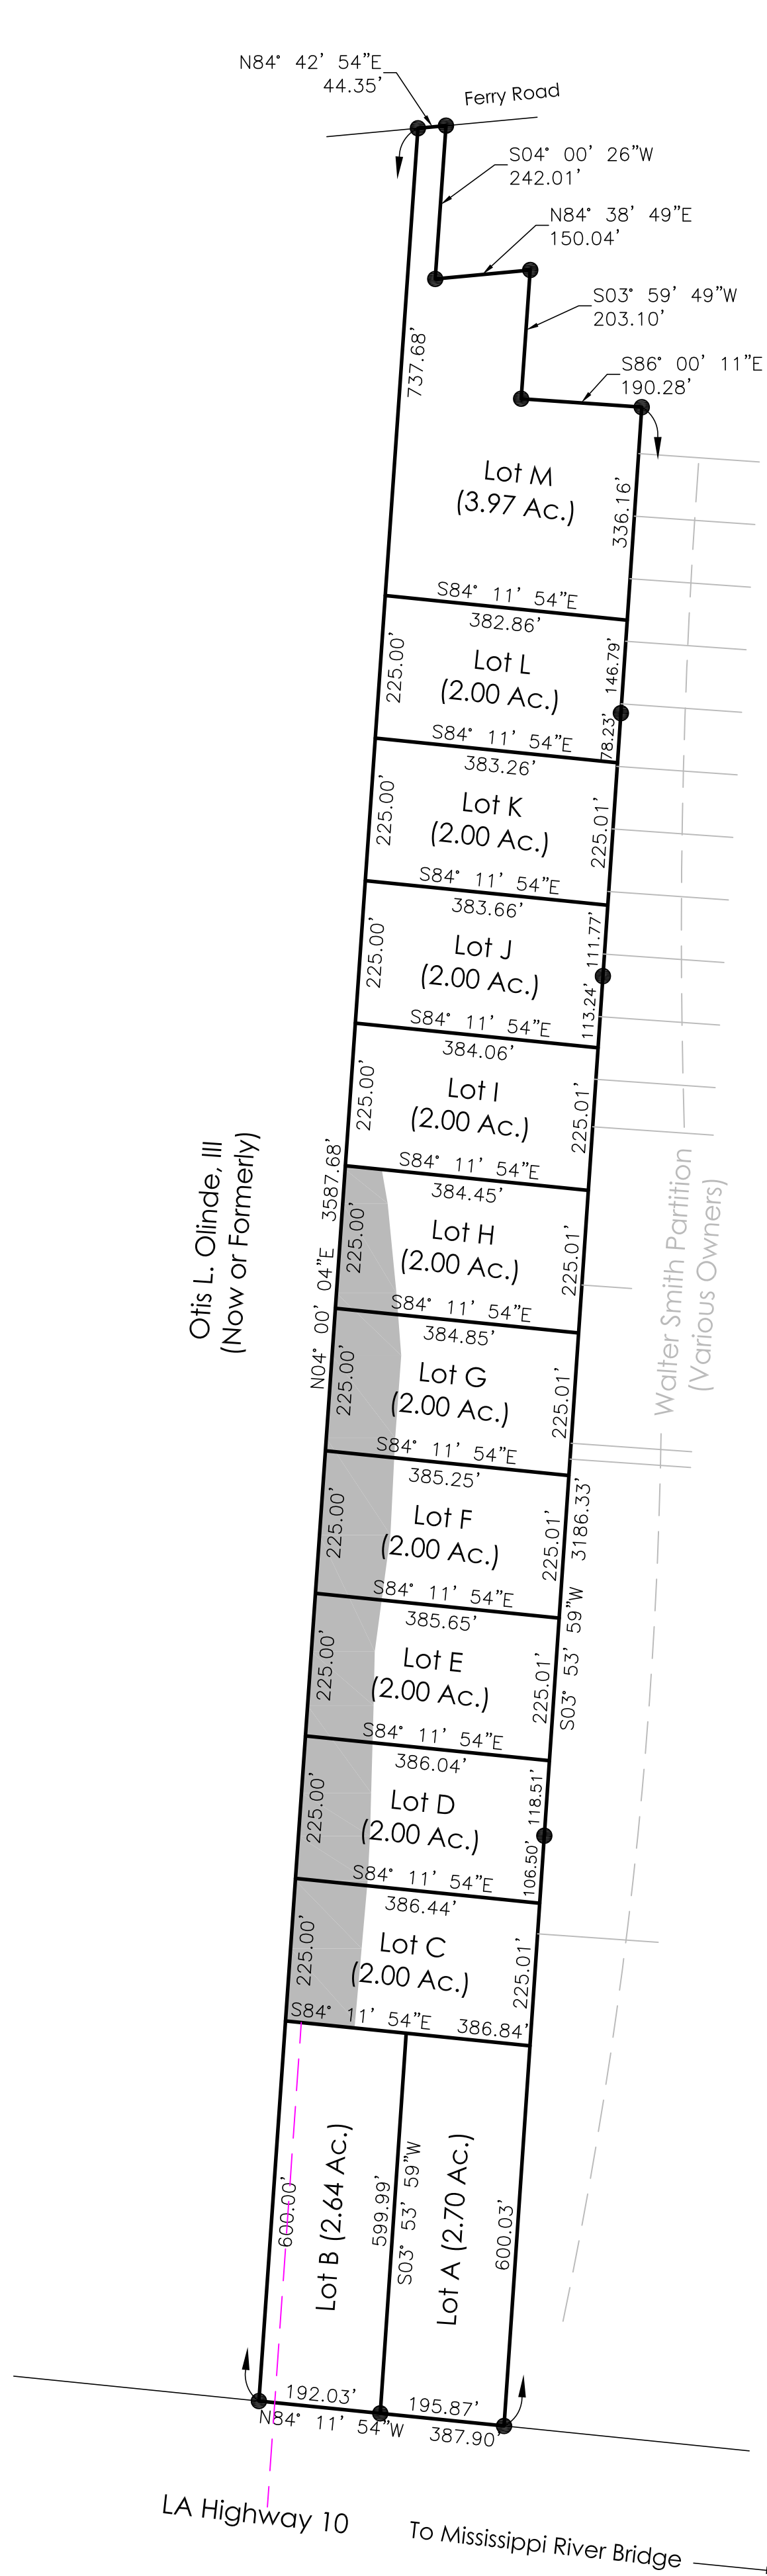 N84° 42' 54"E
44.35'
Ferry Road
S04° 00' 26"W
242.01'
N84° 38' 49"E
150.04'
S03° 59' 49"W
203.10'
S86° 00' 11"E
190.28'
737.68'
Lot M
(3.97 Ac.)
336.16'
S84° 11' 54"E
382.86'
225.00'
Lot L
(2.00 Ac.)
146.79'
78.23'
S84° 11' 54"E
383.26'
225.00'
Lot K
(2.00 Ac.)
225.01'
S84° 11' 54"E
383.66'
225.00'
Lot J
(2.00 Ac.)
111.77'
113.24'
S84° 11' 54"E
384.06'
225.00'
Lot I
(2.00 Ac.)
225.01'
S84° 11' 54"E
384.45'
Otis L. Olinde, III
(Now or Formerly)
N04° 00' 04"E 3587.68'
225.00'
Lot H
(2.00 Ac.)
225.01'
Walter Smith Partition
(Various Owners)
S84° 11' 54"E
384.85'
225.00'
Lot G
(2.00 Ac.)
225.01'
S84° 11' 54"E
385.25'
225.00'
Lot F
(2.00 Ac.)
225.01'
S03° 53' 59"W 3186.33'
S84° 11' 54"E
385.65'
225.00'
Lot E
(2.00 Ac.)
225.01'
S84° 11' 54"E
386.04'
225.00'
Lot D
(2.00 Ac.)
118.51'
106.50'
S84° 11' 54"E
386.44'
225.00'
Lot C
(2.00 Ac.)
225.01'
S84° 11' 54"E 386.84'
600.00'
Lot B (2.64 Ac.)
599.99'
S03° 53' 59"W
Lot A (2.70 Ac.)
600.03'
192.03'
195.87'
N84° 11' 54"W 387.90'
LA Highway 10
To Mississippi River Bridge